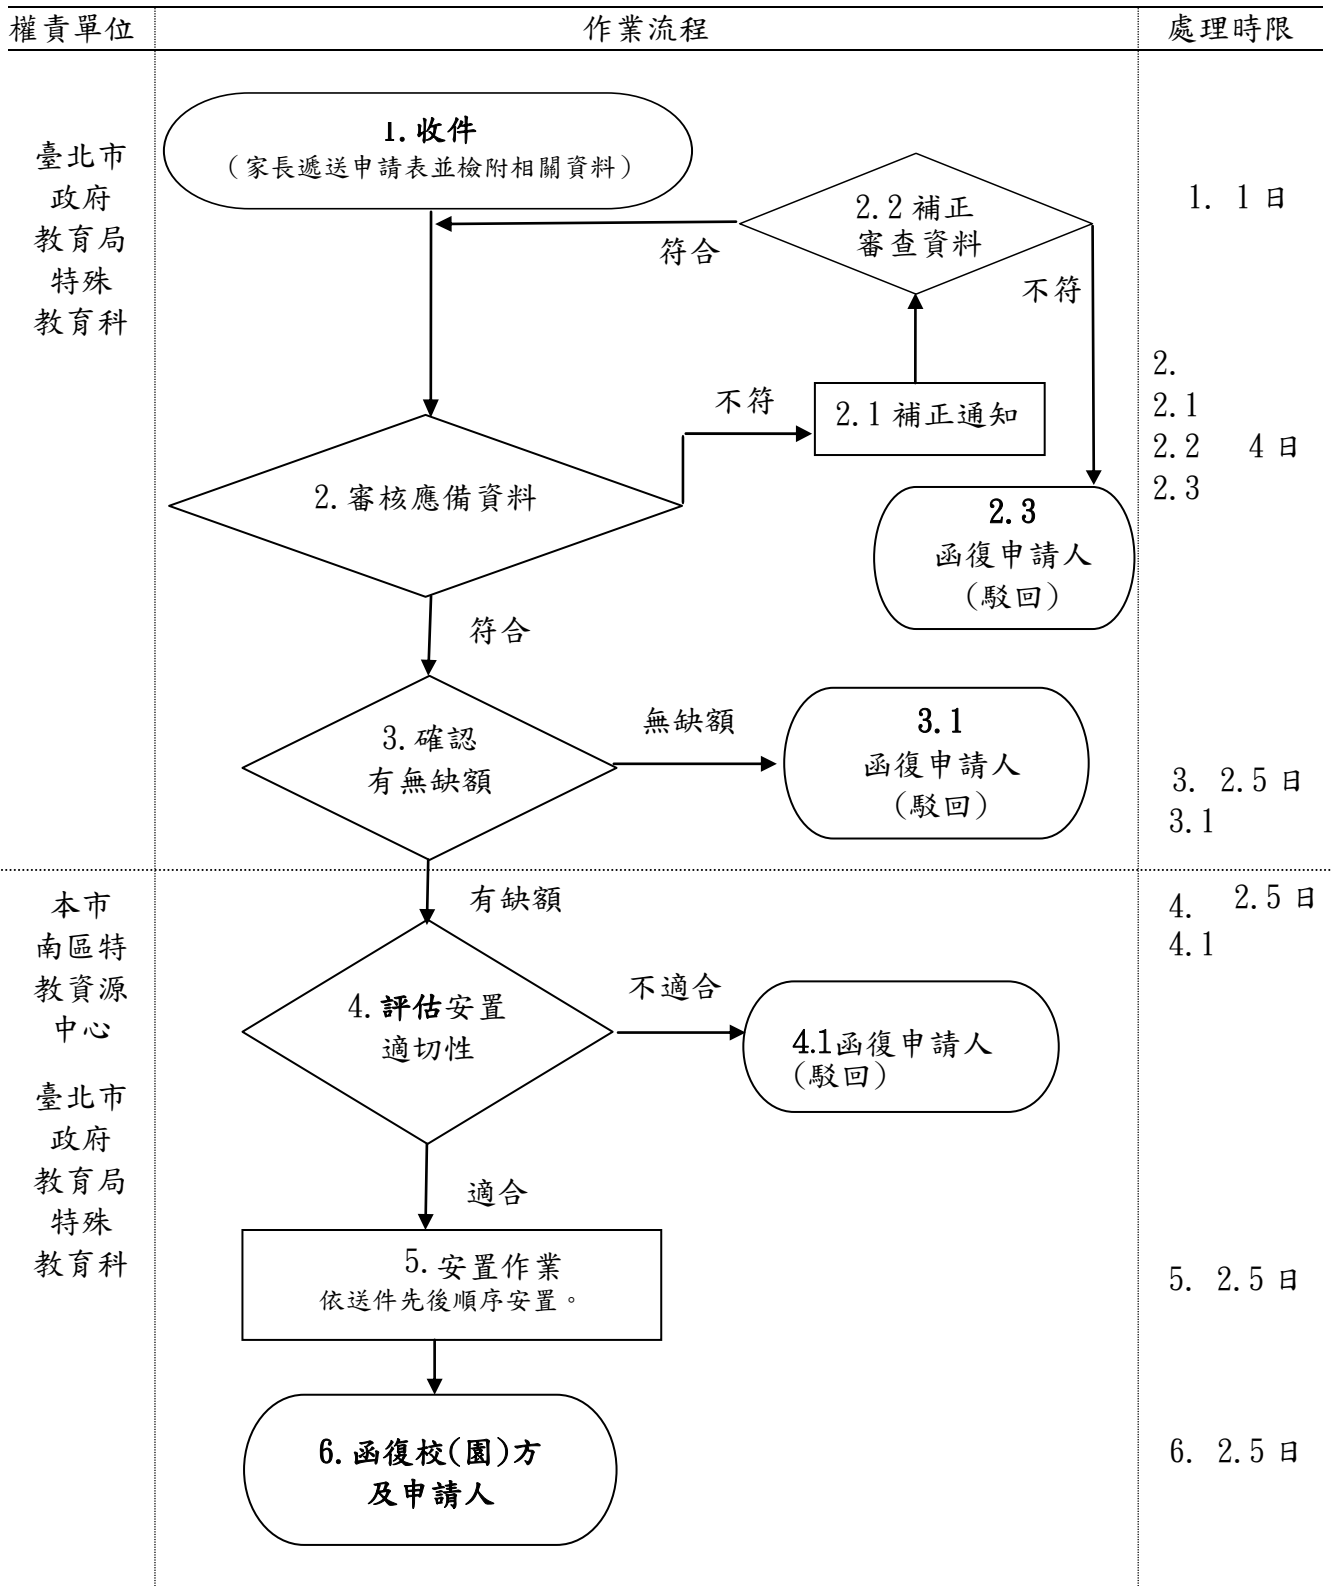 權責單位
作業流程
處理時限
臺北市
政府
教育局
特殊
教育科
1.收件
(家長遞送申請表並檢附相關資料)
1. 1日
2.2補正
審查資料
符合
不符
2.1補正通知
不符
2.
2.1
2.2 4日
2.3
2.審核應備資料
2.3
函復申請人
(駁回)
符合
3.確認
有無缺額
無缺額
3.1
函復申請人
(駁回)
3. 2.5日
3.1
有缺額
本市
南區特
教資源
中心
4. 2.5日
4.1
4.評估安置
適切性
不適合
4.1函復申請人
(駁回)
臺北市
政府
教育局
特殊
教育科
適合
5.安置作業
依送件先後順序安置。
5. 2.5日
6.函復校(園)方
及申請人
6. 2.5日